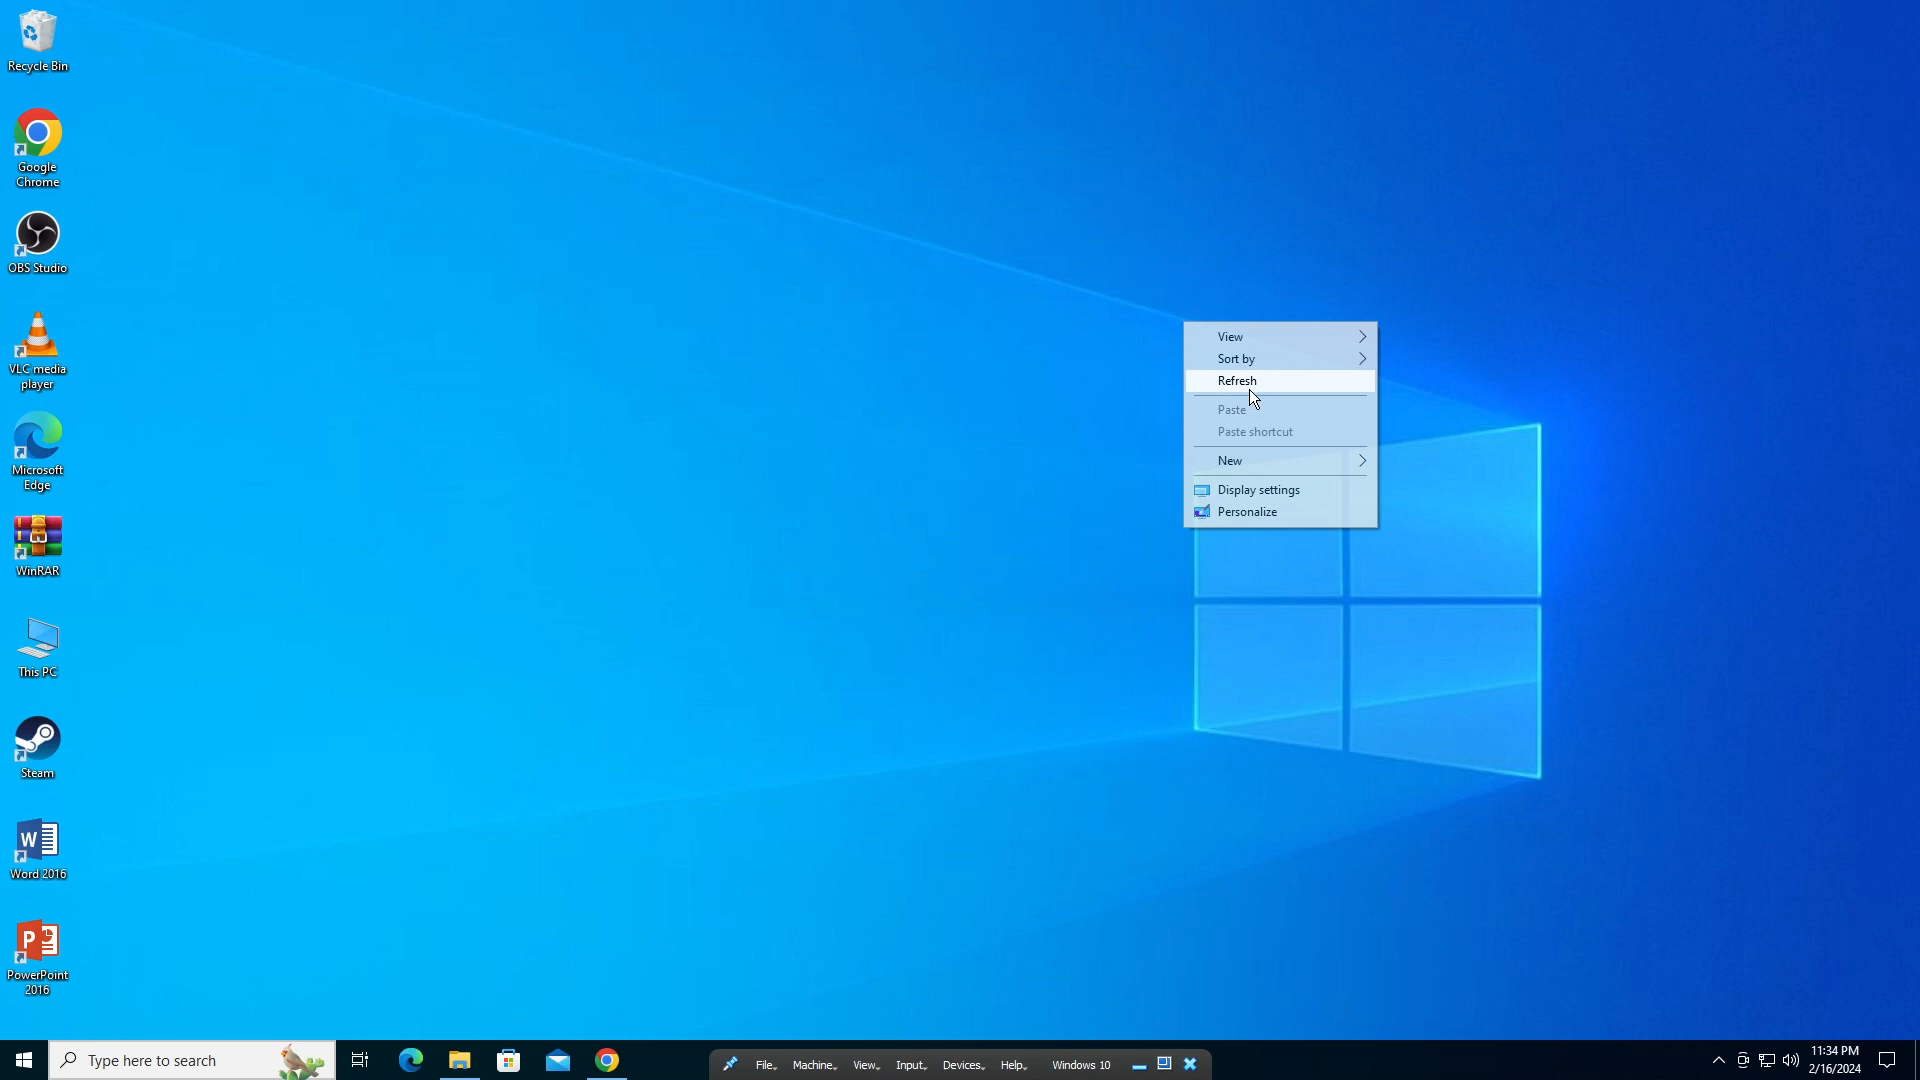 Recycle Bin
Google
Chrome
OBS Studio
VLC media
player
Microsoft
Edge
WinRAR
This PC
Steam
Word 2016
PowerPoint
2016
View
Sort by
Refresh
Paste
Paste shortcut
New
Display settings
Personalize
Type here to search
File
Machine
View
Input
Devices
Help
Windows 10
11:34 PM
2/16/2024